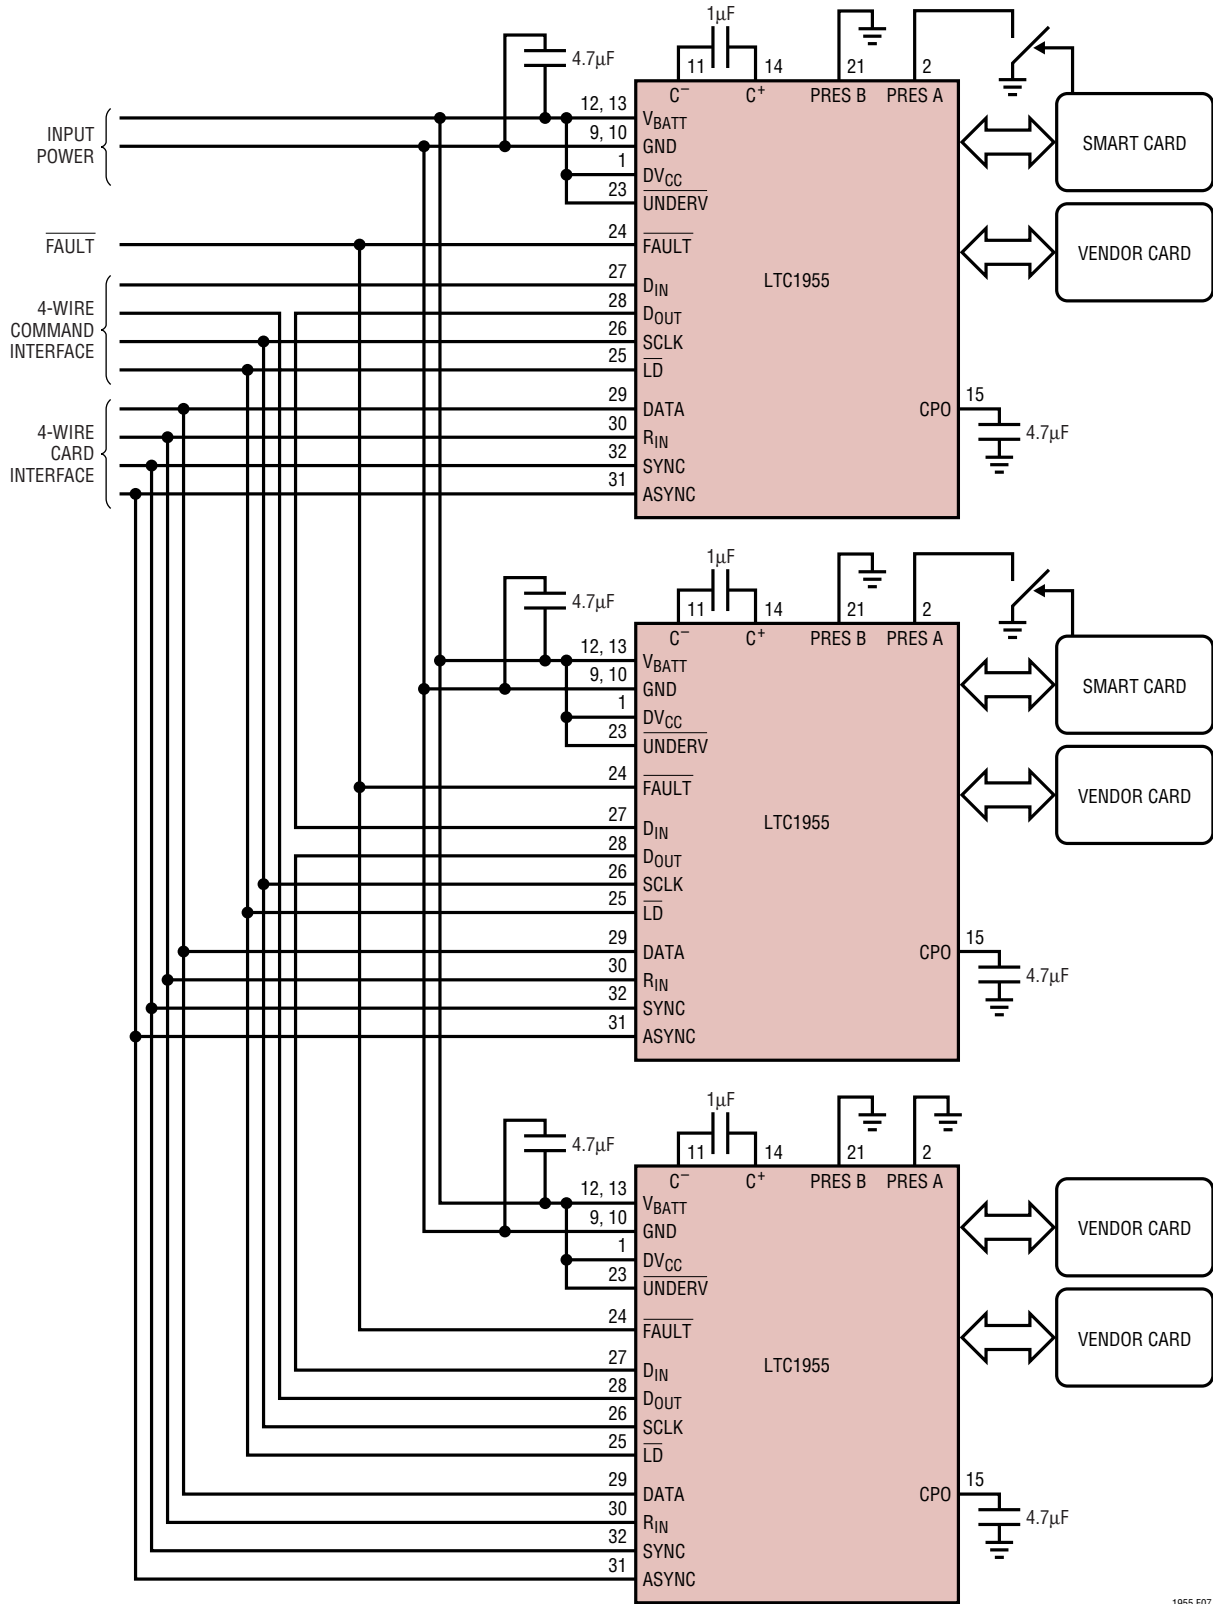 1µF
4.7µF
11
14
21
2
C–
C+
PRES B
PRES A
INPUT
POWER
12, 13
VBATT
9, 10
GND
1
DVCC
23
UNDERV
SMART CARD
FAULT
24
FAULT
VENDOR CARD
LTC1955
4-WIRE
COMMAND
INTERFACE
27
DIN
28
DOUT
26
SCLK
25
LD
4-WIRE
CARD
INTERFACE
29
DATA
30
RIN
32
SYNC
31
ASYNC
CPO
15
4.7µF
1µF
4.7µF
11
14
21
2
C–
C+
PRES B
PRES A
12, 13
VBATT
9, 10
GND
1
DVCC
23
UNDERV
SMART CARD
24
FAULT
VENDOR CARD
LTC1955
27
DIN
28
DOUT
26
SCLK
25
LD
29
DATA
30
RIN
32
SYNC
31
ASYNC
CPO
15
4.7µF
1µF
4.7µF
11
14
21
2
C–
C+
PRES B
PRES A
12, 13
VBATT
9, 10
GND
1
DVCC
23
UNDERV
VENDOR CARD
24
FAULT
VENDOR CARD
LTC1955
27
DIN
28
DOUT
26
SCLK
25
LD
29
DATA
30
RIN
32
SYNC
31
ASYNC
CPO
15
4.7µF
1955 F07